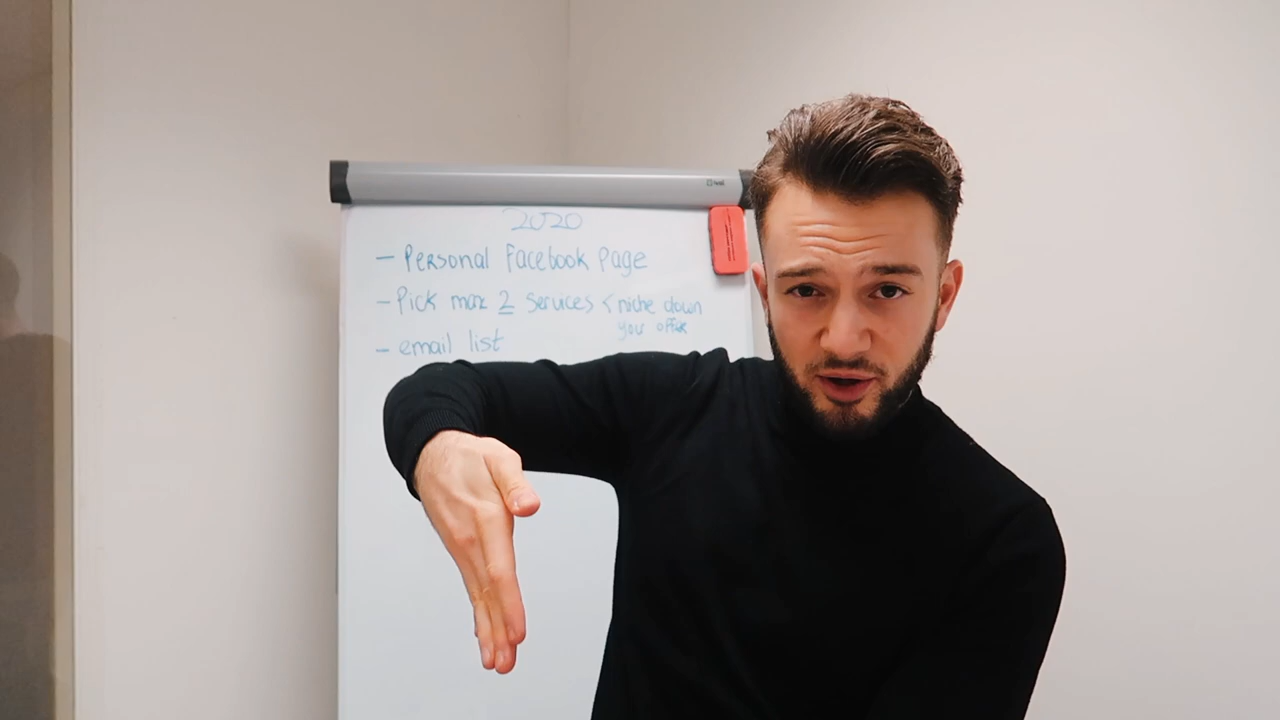 2020
- Personal Facebook Page
- Pick max 2 services < niche down
your offer
- email list